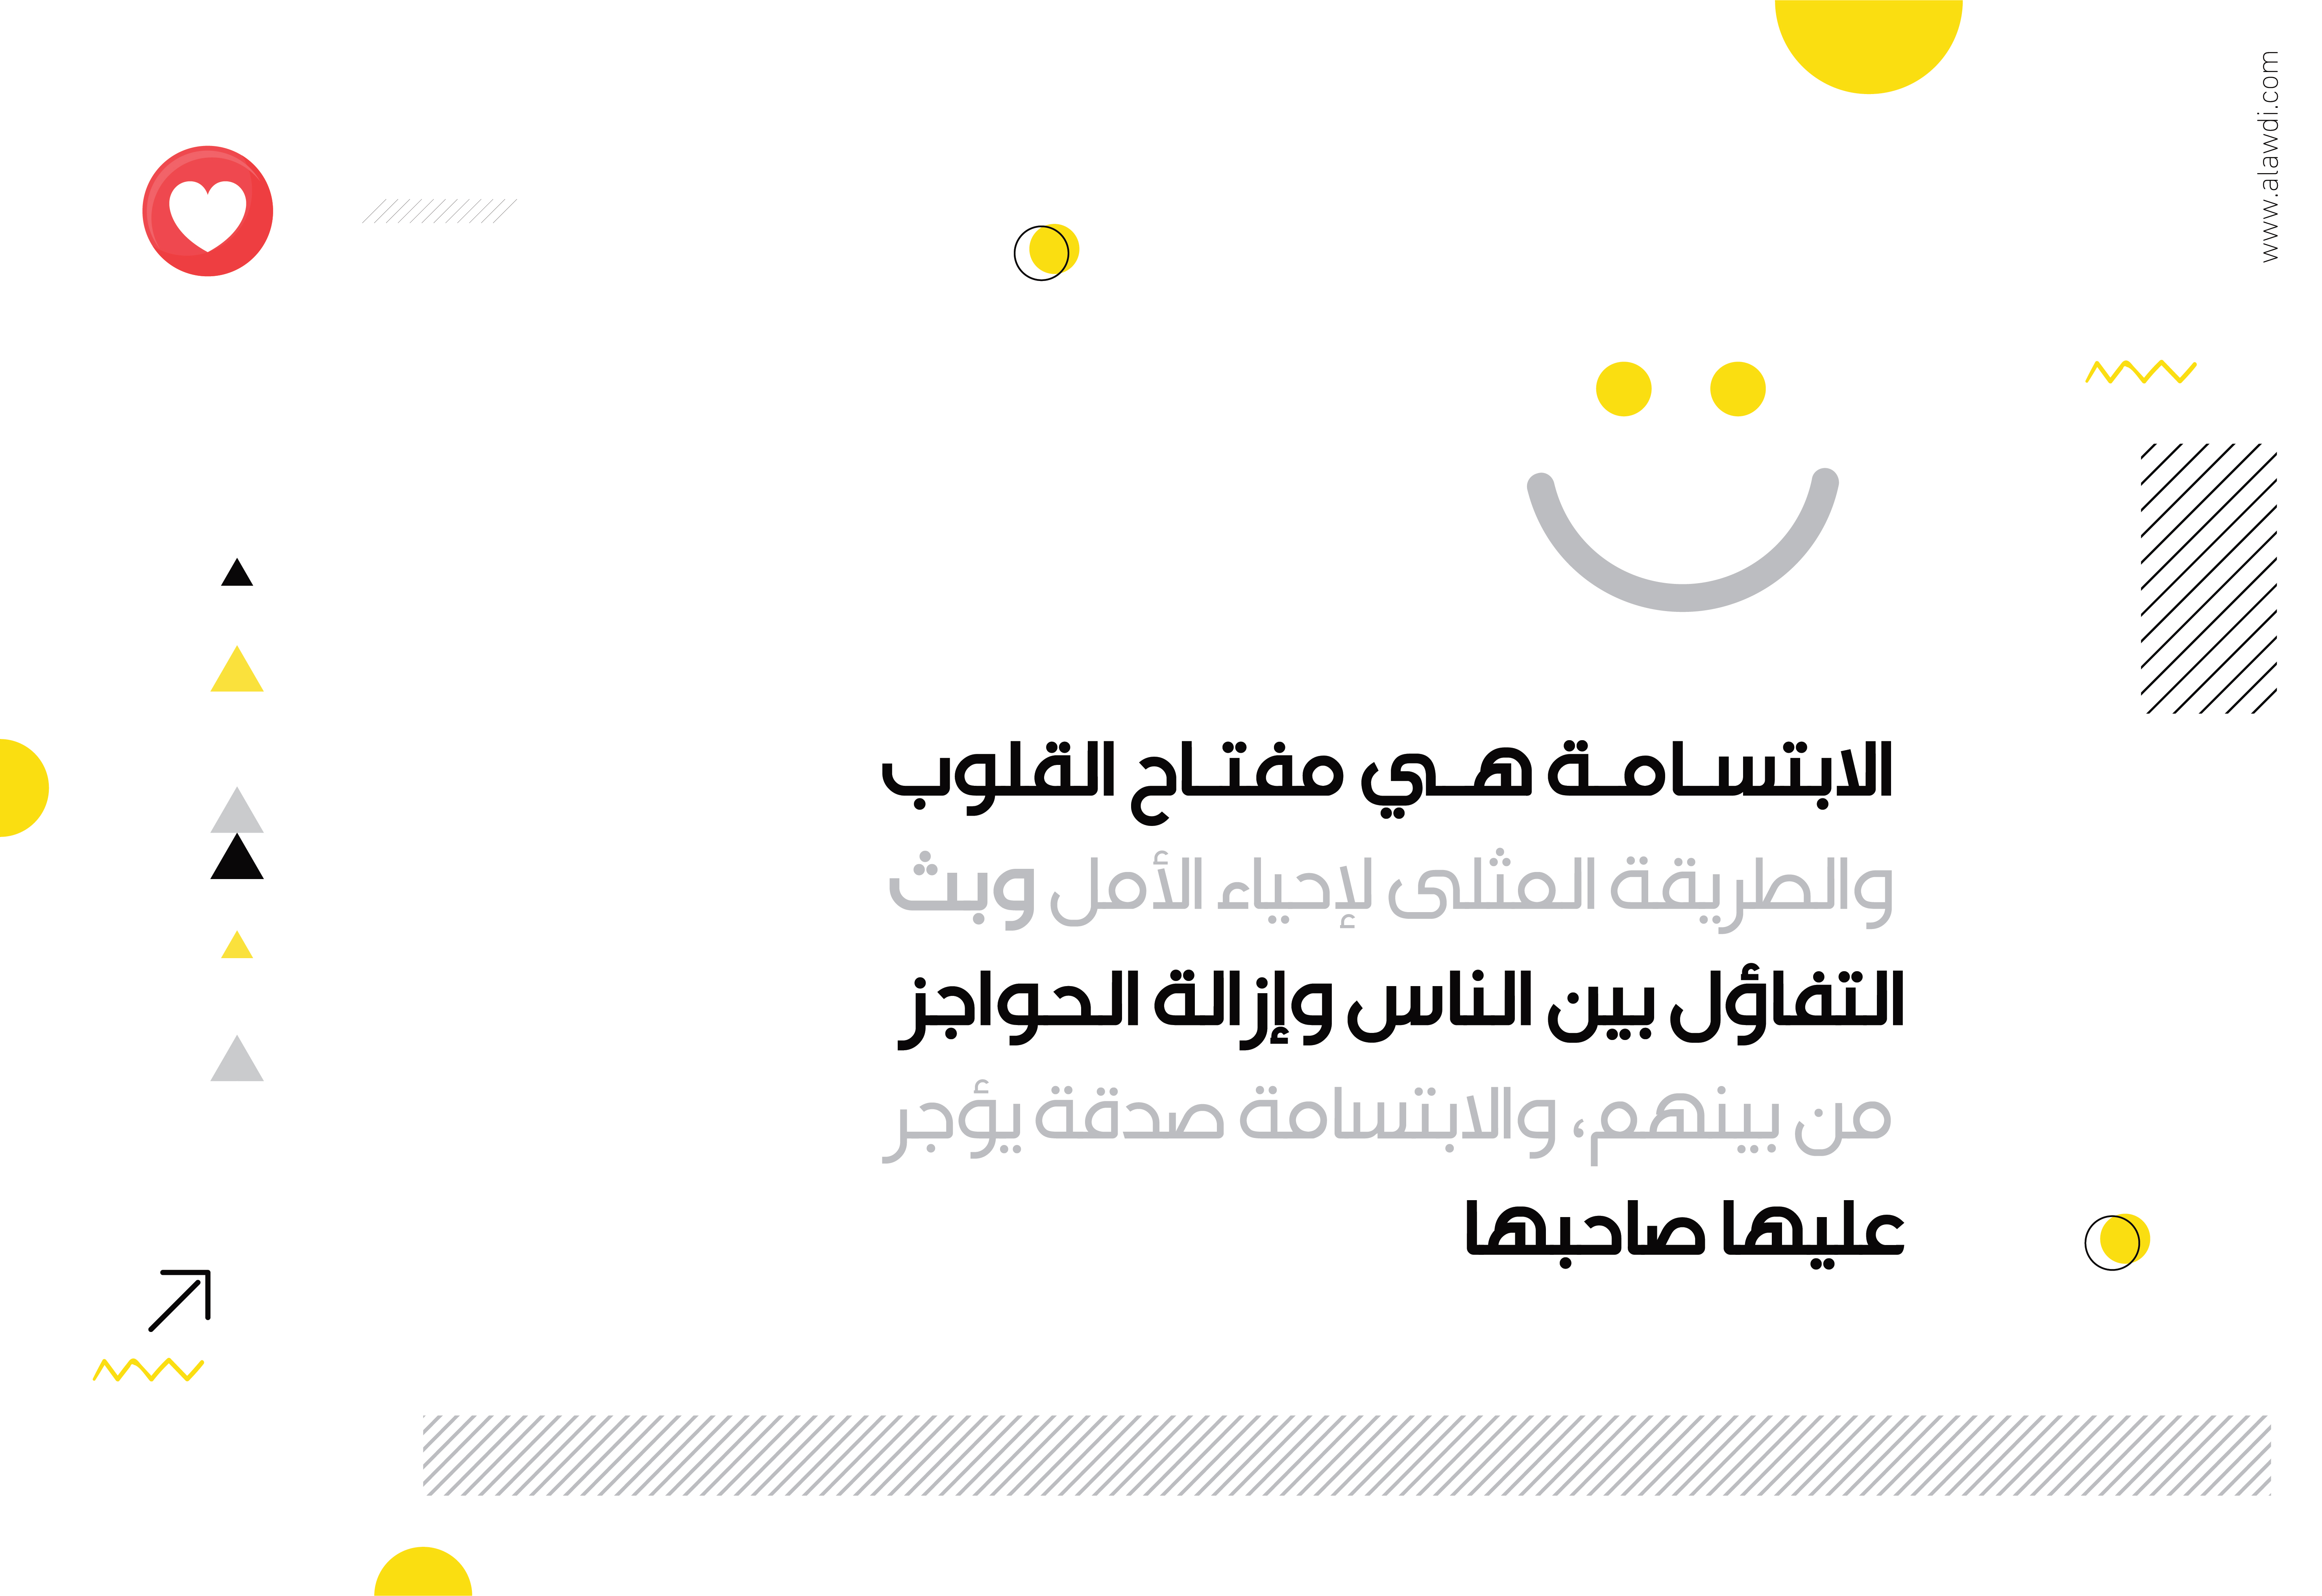 www.alawdi.com
الابتسامة هي مفتاح القلوب
والطريقة المثلى لإحياء الأمل وبث
التفاؤل بين الناس وإزالة الحواجز
من بينهم، والابتسامة صدقة يؤجر
عليها صاحبها